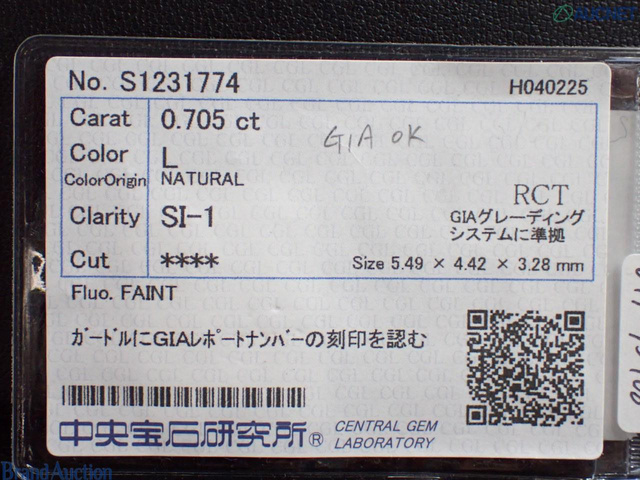 No. S1231774
H040225
Carat 0.705 ct
GIA OK
Color L
ColorOrigin NATURAL
RCT
Clarity SI-1
GIAグレーディング
システムに準拠
Cut ****
Size 5.49 × 4.42 × 3.28 mm
Fluo. FAINT
ガードルにGIAレポートナンバーの刻印を認む
中央宝石研究所® CENTRAL GEM
LABORATORY
BrandAuction